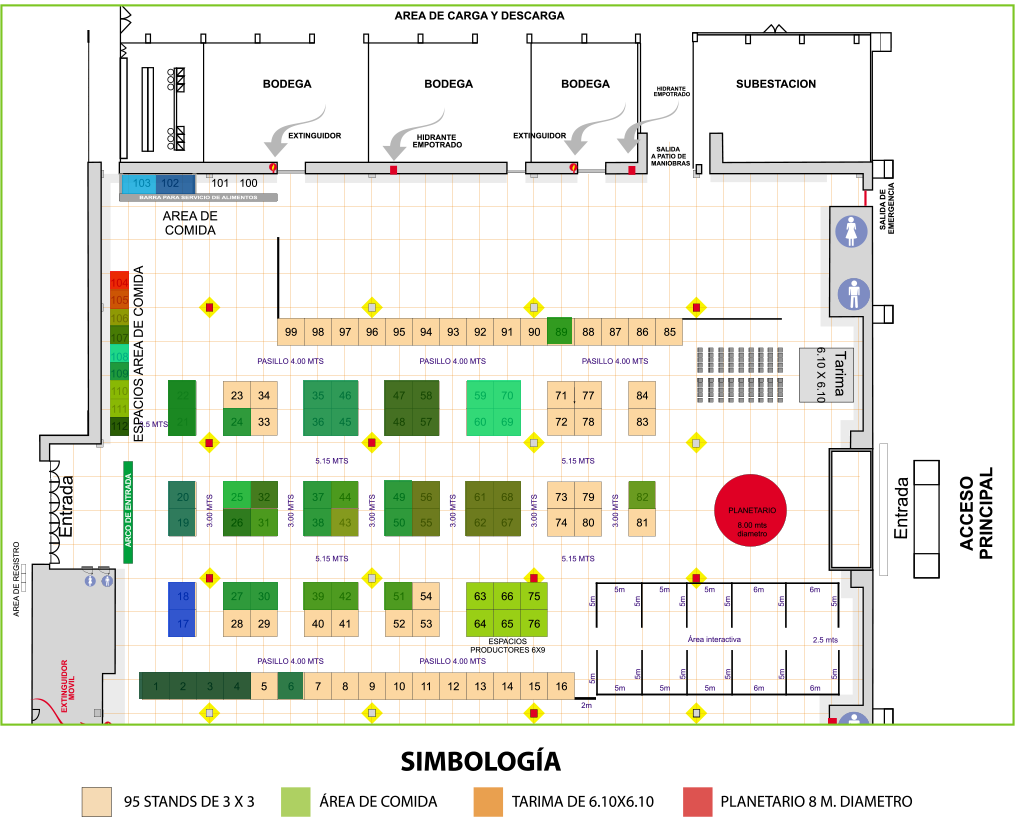 AREA DE CARGA Y DESCARGA
BODEGA
BODEGA
BODEGA
SUBESTACION
HIDRANTE
EMPOTRADO
EXTINGUIDOR
HIDRANTE
EMPOTRADO
EXTINGUIDOR
SALIDA
A PATIO DE
MANIOBRAS
103 102 101 100
BARRA PARA SERVICIO DE ALIMENTOS
AREA DE
COMIDA
SALIDA DE
EMERGENCIA
104
105
106
107
108
109
110
111
112
ESPACIOS AREA DE COMIDA
99 98 97 96 95 94 93 92 91 90 89 88 87 86 85
PASILLO 4.00 MTS
PASILLO 4.00 MTS
PASILLO 4.00 MTS
Tarima
6.10 X 6.10
22 23 34 35 46 47 58 59 70 71 77 84
21 24 33 36 45 48 57 60 69 72 78 83
3.5 MTS
5.15 MTS
5.15 MTS
Entrada
ARCO DE ENTRADA
20 25 32 37 44 49 56 61 68 73 79 82
19 26 31 38 43 50 55 62 67 74 80 81
3.00 MTS
3.00 MTS
3.00 MTS
3.00 MTS
3.00 MTS
3.00 MTS
PLANETARIO
8.00 mts
diametro
Entrada
ACCESO
PRINCIPAL
5.15 MTS
5.15 MTS
AREA DE REGISTRO
18 27 30 39 42 51 54 63 66 75
17 28 29 40 41 52 53 64 65 76
ESPACIOS
PRODUCTORES 6X9
5m 5m 5m 6m 6m
5m 5m 5m 5m 5m 5m
Área interactiva
2.5 mts
5m 5m 5m 5m 5m 5m
5m 5m 5m 6m 6m
2m
PASILLO 4.00 MTS
PASILLO 4.00 MTS
EXTINGUIDOR
MOVIL
1 2 3 4 5 6 7 8 9 10 11 12 13 14 15 16
SIMBOLOGÍA
95 STANDS DE 3 X 3
ÁREA DE COMIDA
TARIMA DE 6.10X6.10
PLANETARIO 8 M. DIAMETRO